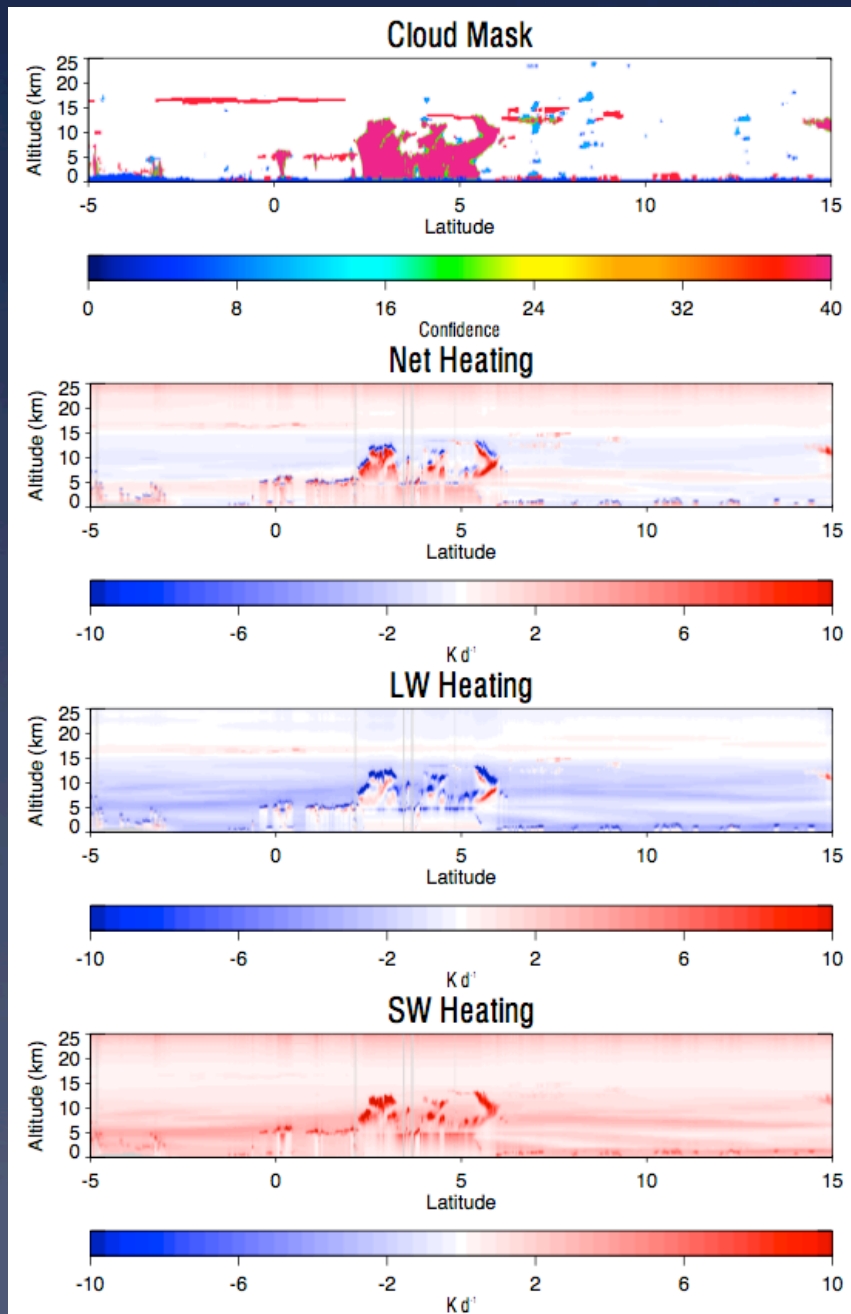 Cloud Mask
Altitude (km)
25
20
15
10
5
0
-5 0 5 10 15
Latitude
0 8 16 24 32 40
Confidence
Net Heating
Altitude (km)
25
20
15
10
5
0
-5 0 5 10 15
Latitude
-10 -6 -2 2 6 10
K d⁻¹
LW Heating
Altitude (km)
25
20
15
10
5
0
-5 0 5 10 15
Latitude
-10 -6 -2 2 6 10
K d⁻¹
SW Heating
Altitude (km)
25
20
15
10
5
0
-5 0 5 10 15
Latitude
-10 -6 -2 2 6 10
K d⁻¹